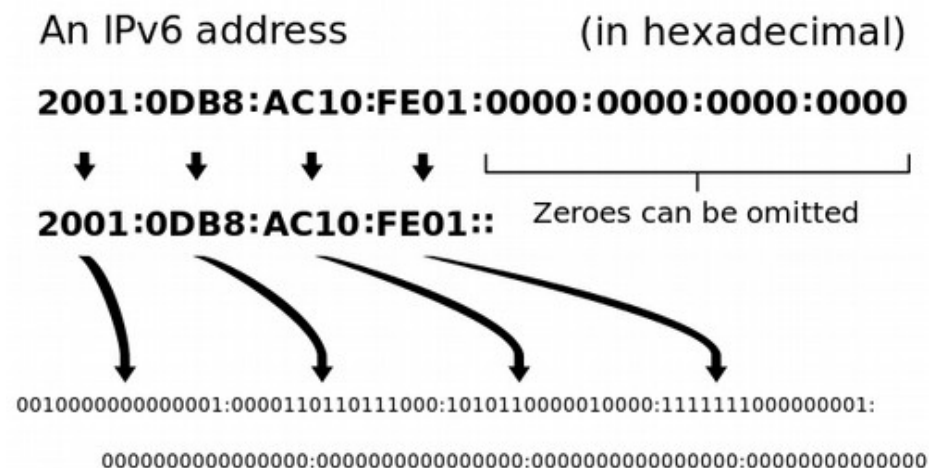 An IPv6 address (in hexadecimal)
2001:0DB8:AC10:FE01:0000:0000:0000:0000
2001:0DB8:AC10:FE01:: Zeroes can be omitted
0010000000000001:0000110110111000:1010110000010000:1111111000000001:
0000000000000000:0000000000000000:0000000000000000:0000000000000000